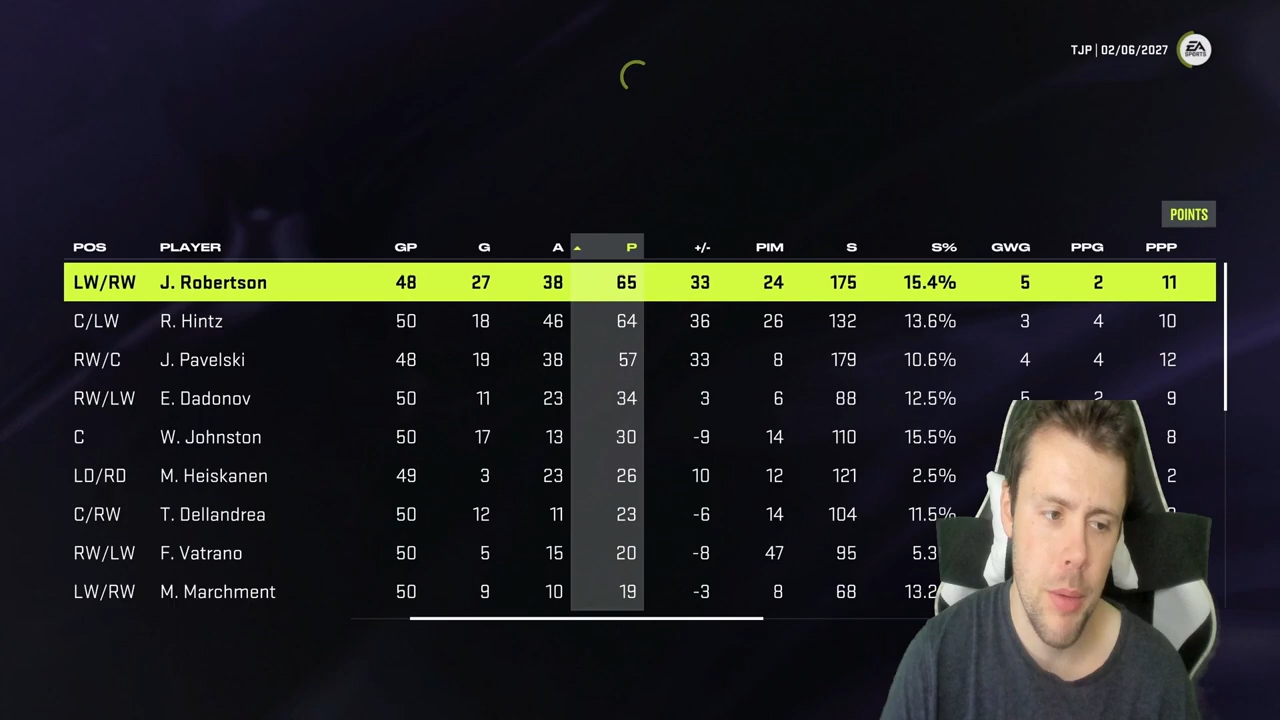 TJP | 02/06/2027
EA SPORTS
POINTS
POS PLAYER GP G A P +/- PIM S S% GWG PPG PPP
LW/RW J. Robertson 48 27 38 65 33 24 175 15.4% 5 2 11
C/LW R. Hintz 50 18 46 64 36 26 132 13.6% 3 4 10
RW/C J. Pavelski 48 19 38 57 33 8 179 10.6% 4 4 12
RW/LW E. Dadonov 50 11 23 34 3 6 88 12.5% 5 2 9
C W. Johnston 50 17 13 30 -9 14 110 15.5% 8
LD/RD M. Heiskanen 49 3 23 26 10 12 121 2.5% 2
C/RW T. Dellandrea 50 12 11 23 -6 14 104 11.5%
RW/LW F. Vatrano 50 5 15 20 -8 47 95 5.3
LW/RW M. Marchment 50 9 10 19 -3 8 68 13.2